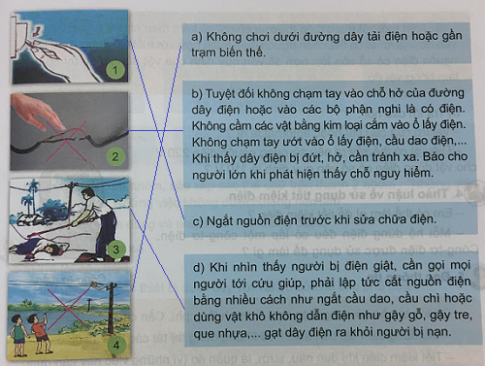 1
2
3
4
a) Không chơi dưới đường dây tải điện hoặc gần
trạm biến thế.
b) Tuyệt đối không chạm tay vào chỗ hở của đường
dây điện hoặc vào các bộ phận nghi là có điện.
Không cầm các vật bằng kim loại cắm vào ổ lấy điện.
Không chạm tay ướt vào ổ lấy điện, cầu dao điện,...
Khi thấy dây điện bị đứt, hở, cần tránh xa. Báo cho
người lớn khi phát hiện thấy chỗ nguy hiểm.
c) Ngắt nguồn điện trước khi sửa chữa điện.
d) Khi nhìn thấy người bị điện giật, cần gọi mọi
người tới cứu giúp, phải lập tức cắt nguồn điện
bằng nhiều cách như ngắt cầu dao, cầu chì hoặc
dùng vật khô không dẫn điện như gậy gỗ, gậy tre,
que nhựa,... gạt dây điện ra khỏi người bị nạn.